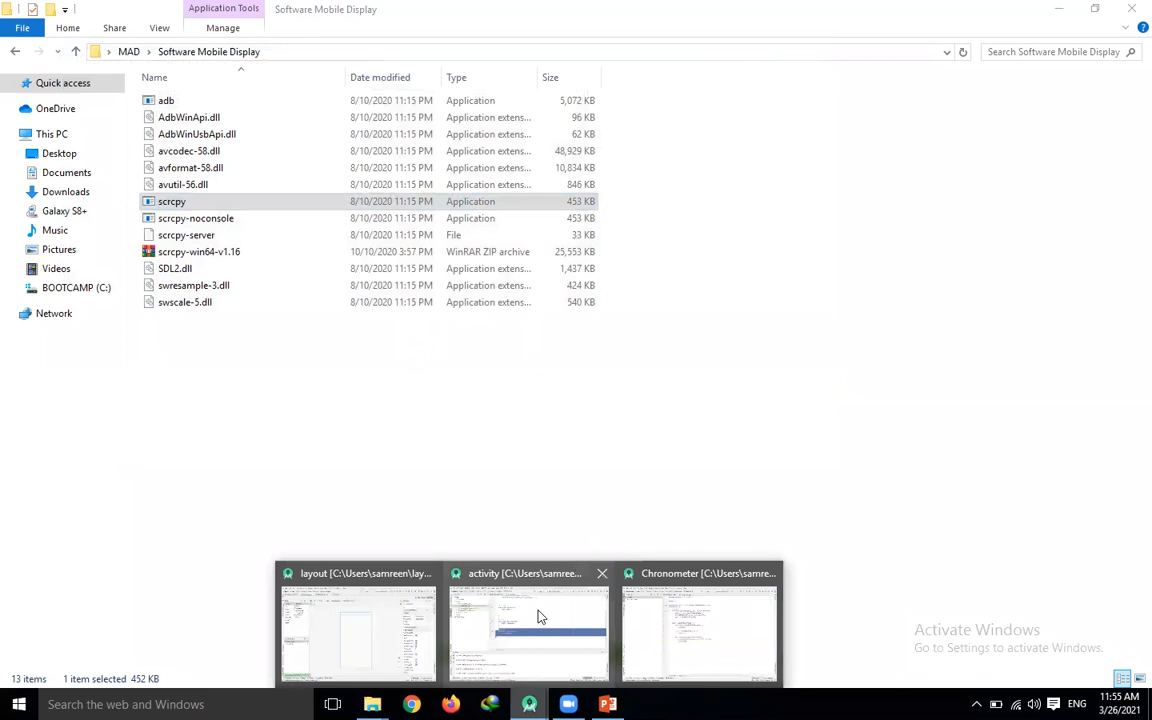 Application Tools
Software Mobile Display
File
Home
Share
View
Manage
MAD
Software Mobile Display
Search Software Mobile Display
Name
Date modified
Type
Size
Quick access
OneDrive
This PC
Desktop
Documents
Downloads
Galaxy S8+
Music
Pictures
Videos
BOOTCAMP (C:)
Network
adb 8/10/2020 11:15 PM Application 5,072 KB
AdbWinApi.dll 8/10/2020 11:15 PM Application extens... 96 KB
AdbWinUsbApi.dll 8/10/2020 11:15 PM Application extens... 62 KB
avcodec-58.dll 8/10/2020 11:15 PM Application extens... 48,929 KB
avformat-58.dll 8/10/2020 11:15 PM Application extens... 10,834 KB
avutil-56.dll 8/10/2020 11:15 PM Application extens... 846 KB
scrcpy 8/10/2020 11:15 PM Application 453 KB
scrcpy-noconsole 8/10/2020 11:15 PM Application 453 KB
scrcpy-server 8/10/2020 11:15 PM File 33 KB
scrcpy-win64-v1.16 10/10/2020 3:57 PM WinRAR ZIP archive 25,553 KB
SDL2.dll 8/10/2020 11:15 PM Application extens... 1,437 KB
swresample-3.dll 8/10/2020 11:15 PM Application extens... 424 KB
swscale-5.dll 8/10/2020 11:15 PM Application extens... 540 KB
layout [C:\Users\samreen\lay...
activity [C:\Users\samree...
Chronometer [C:\Users\samre...
Activate Windows
Go to Settings to activate Windows.
13 items
1 item selected 452 KB
Search the web and Windows
ENG
11:55 AM
3/26/2021